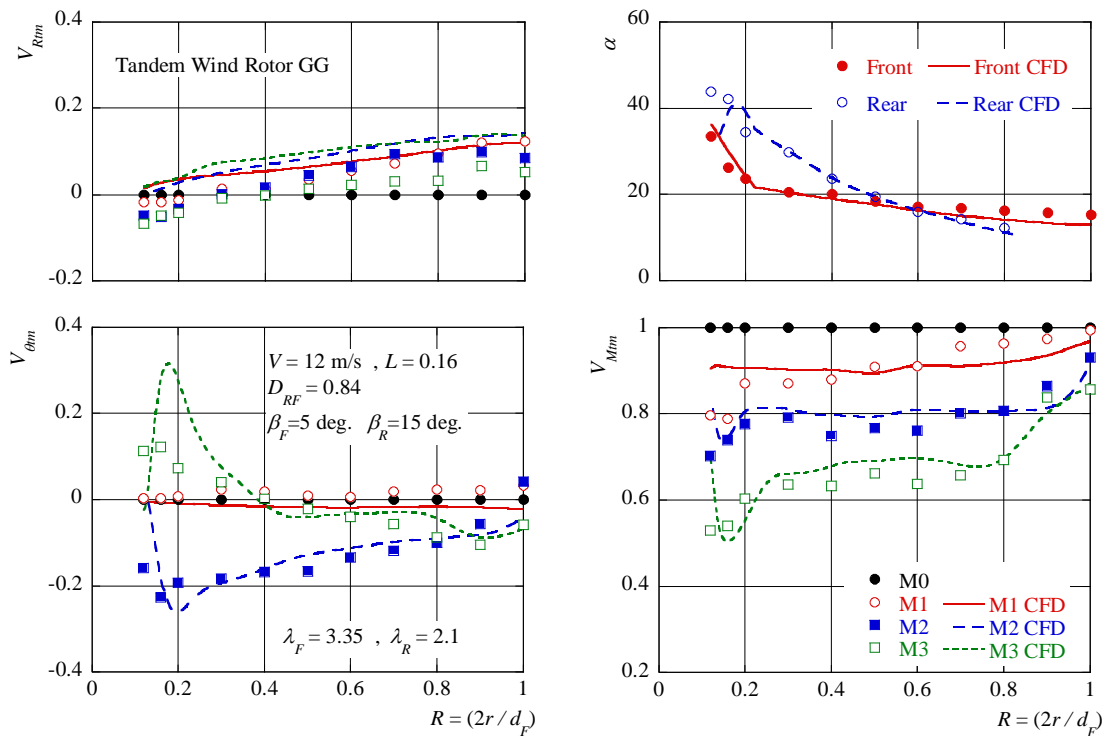 0.4
V_Rtm
Tandem Wind Rotor GG
0.2
0
-0.2
60
α
Front
Front CFD
Rear
Rear CFD
40
20
0
0.4
V_θtm
V = 12 m/s , L = 0.16
D_RF = 0.84
β_F=5 deg. β_R=15 deg.
0.2
0
-0.2
λ_F = 3.35 , λ_R = 2.1
-0.4
0 0.2 0.4 0.6 0.8 1
R = (2r / d_F)
1
V_Mtm
0.8
0.6
0.4
M0
M1
M1 CFD
M2
M2 CFD
M3
M3 CFD
0.2
0 0.2 0.4 0.6 0.8 1
R = (2r / d_F)